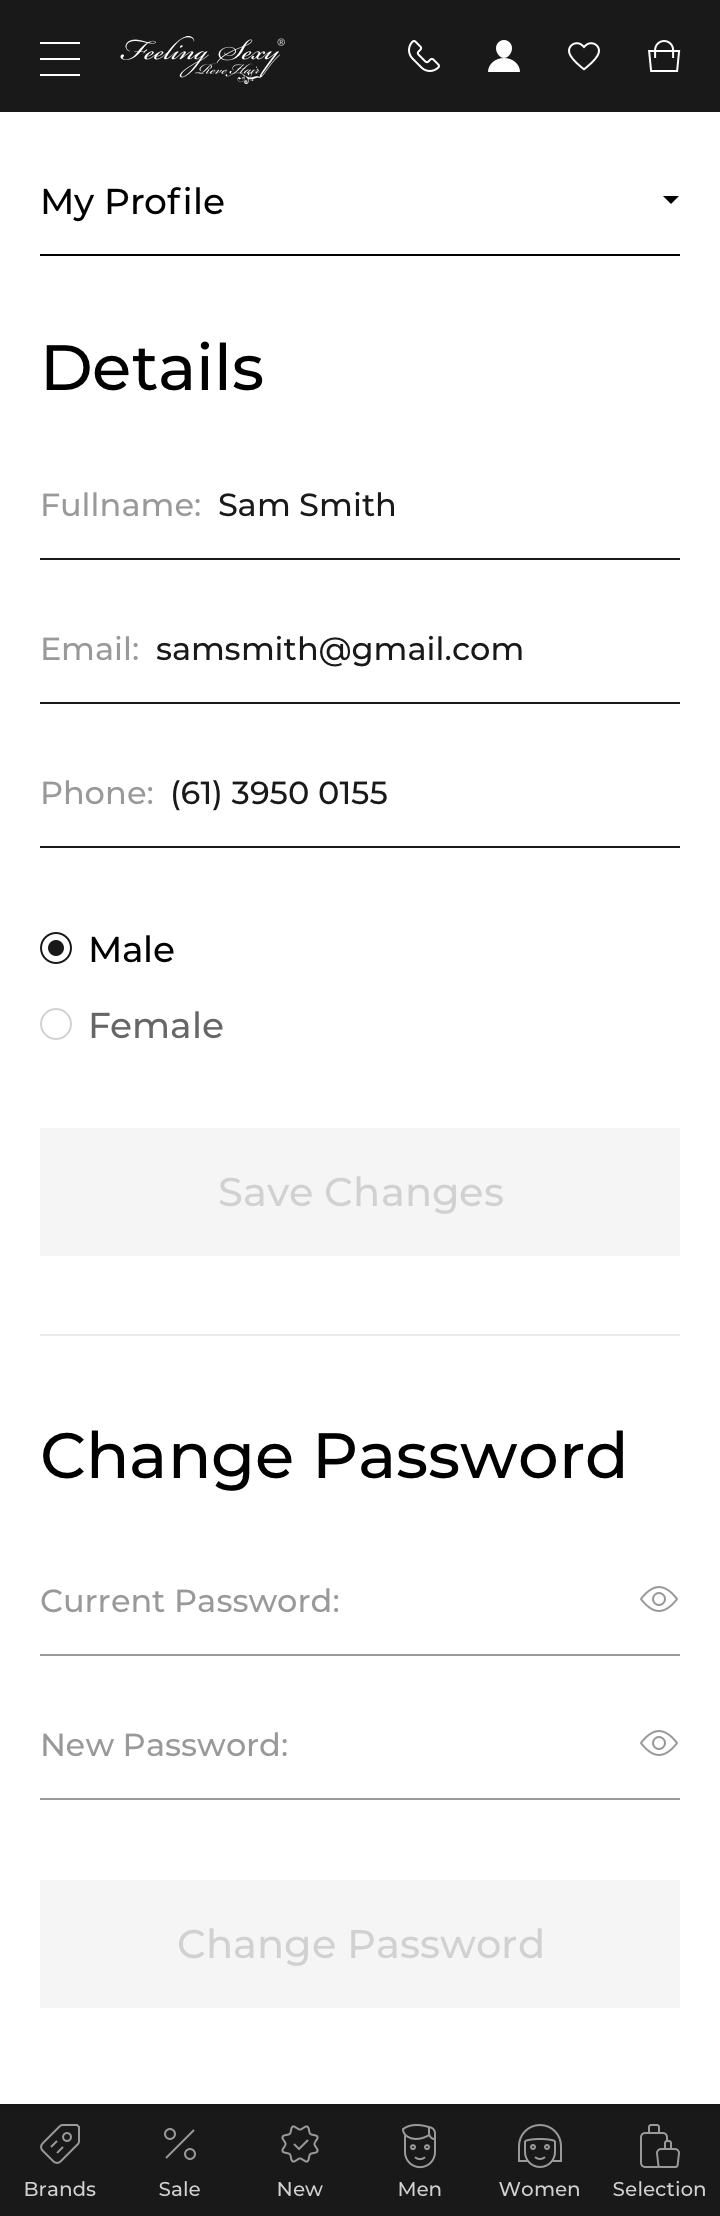 Feeling Sexy®
Reve Hair
My Profile
Details
Fullname: Sam Smith
Email: samsmith@gmail.com
Phone: (61) 3950 0155
Male
Female
Save Changes
Change Password
Current Password:
New Password:
Change Password
Brands Sale New Men Women Selection